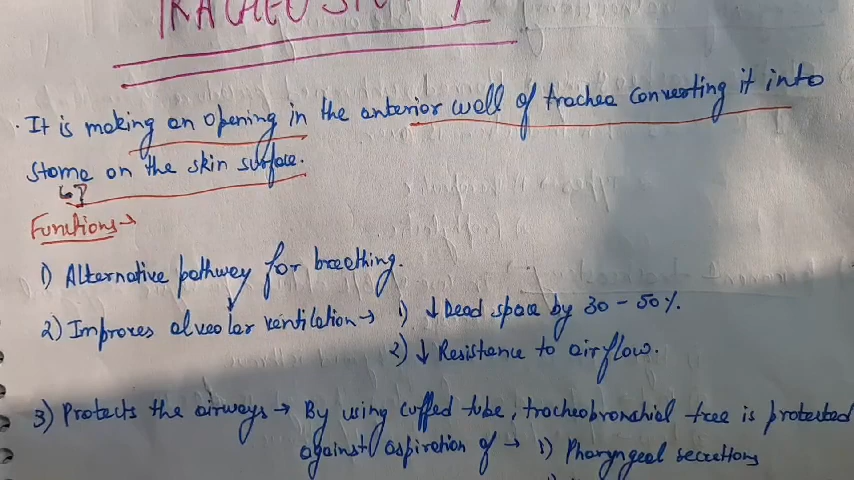 TRACHEOSTOMY
. It is making an opening in the anterior wall of trachea converting it into
stoma on the skin surface.
↳?
Functions →
1) Alternative pathway for breathing.
2) Improves alveolar ventilation → 1) ↓ Dead space by 30 - 50%.
2) ↓ Resistance to airflow.
3) Protects the airways → By using cuffed tube, tracheobronchial tree is protected
against aspiration of → 1) Pharyngeal secretions